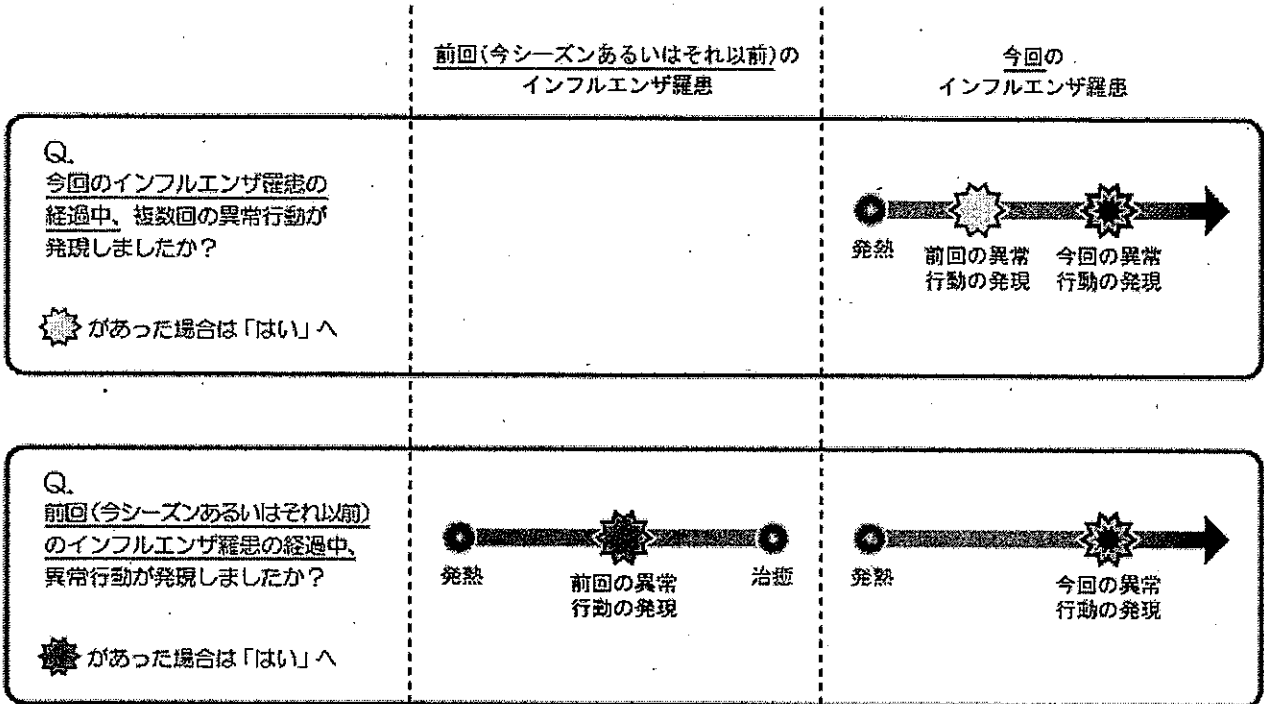 前回(今シーズンあるいはそれ以前)の
インフルエンザ罹患
今回の
インフルエンザ罹患
Q.
今回のインフルエンザ罹患の
経過中、複数回の異常行動が
発現しましたか?
があった場合は「はい」へ
発熱
前回の異常
行動の発現
今回の異常
行動の発現
Q.
前回(今シーズンあるいはそれ以前)
のインフルエンザ罹患の経過中、
異常行動が発現しましたか?
があった場合は「はい」へ
発熱
前回の異常
行動の発現
治癒
発熱
今回の異常
行動の発現